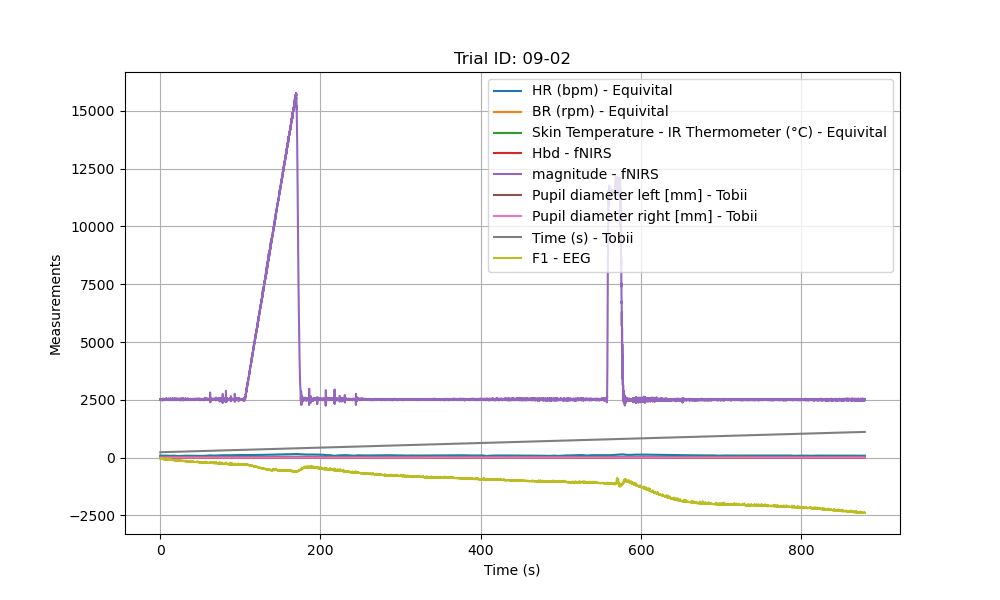 Trial ID: 09-02
15000
12500
10000
7500
5000
2500
0
−2500
Measurements
HR (bpm) - Equivital
BR (rpm) - Equivital
Skin Temperature - IR Thermometer (°C) - Equivital
Hbd - fNIRS
magnitude - fNIRS
Pupil diameter left [mm] - Tobii
Pupil diameter right [mm] - Tobii
Time (s) - Tobii
F1 - EEG
0 200 400 600 800
Time (s)